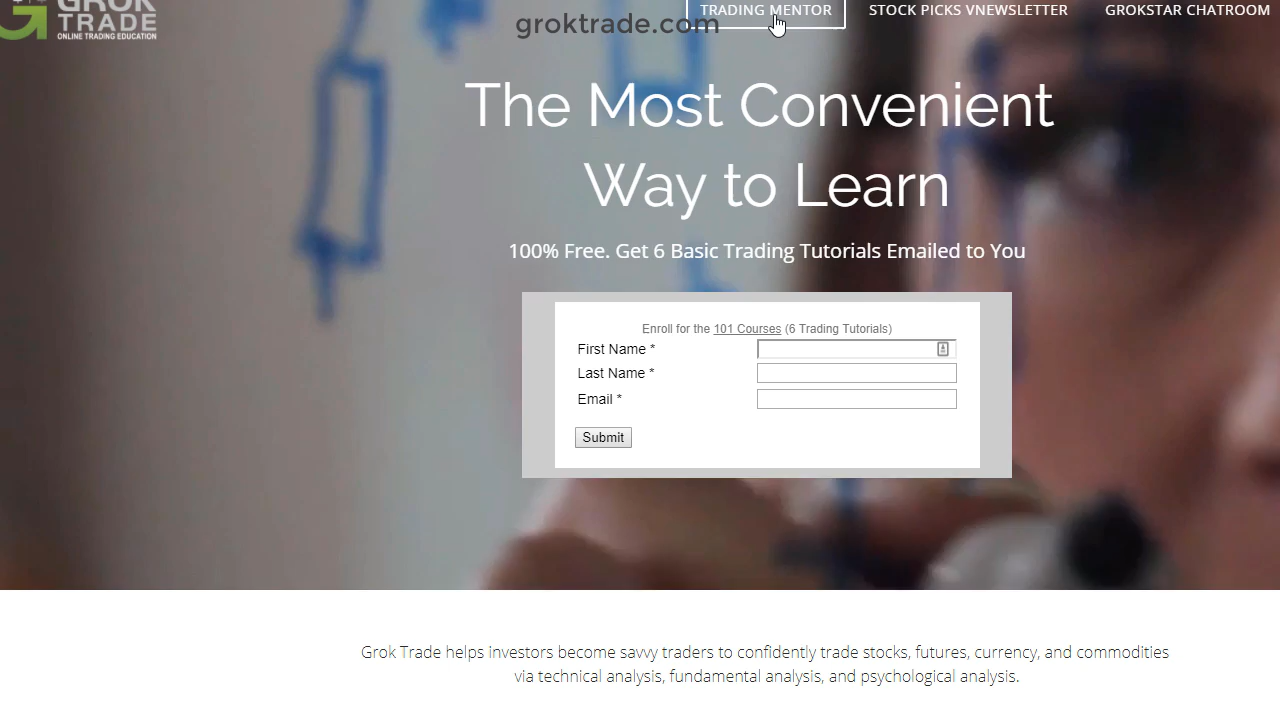 GROK
TRADE
ONLINE TRADING EDUCATION
groktrade.com
TRADING MENTOR
STOCK PICKS VNEWSLETTER
GROKSTAR CHATROOM
The Most Convenient
Way to Learn
100% Free. Get 6 Basic Trading Tutorials Emailed to You
Enroll for the 101 Courses (6 Trading Tutorials)
First Name *
Last Name *
Email *
Submit
Grok Trade helps investors become savvy traders to confidently trade stocks, futures, currency, and commodities
via technical analysis, fundamental analysis, and psychological analysis.